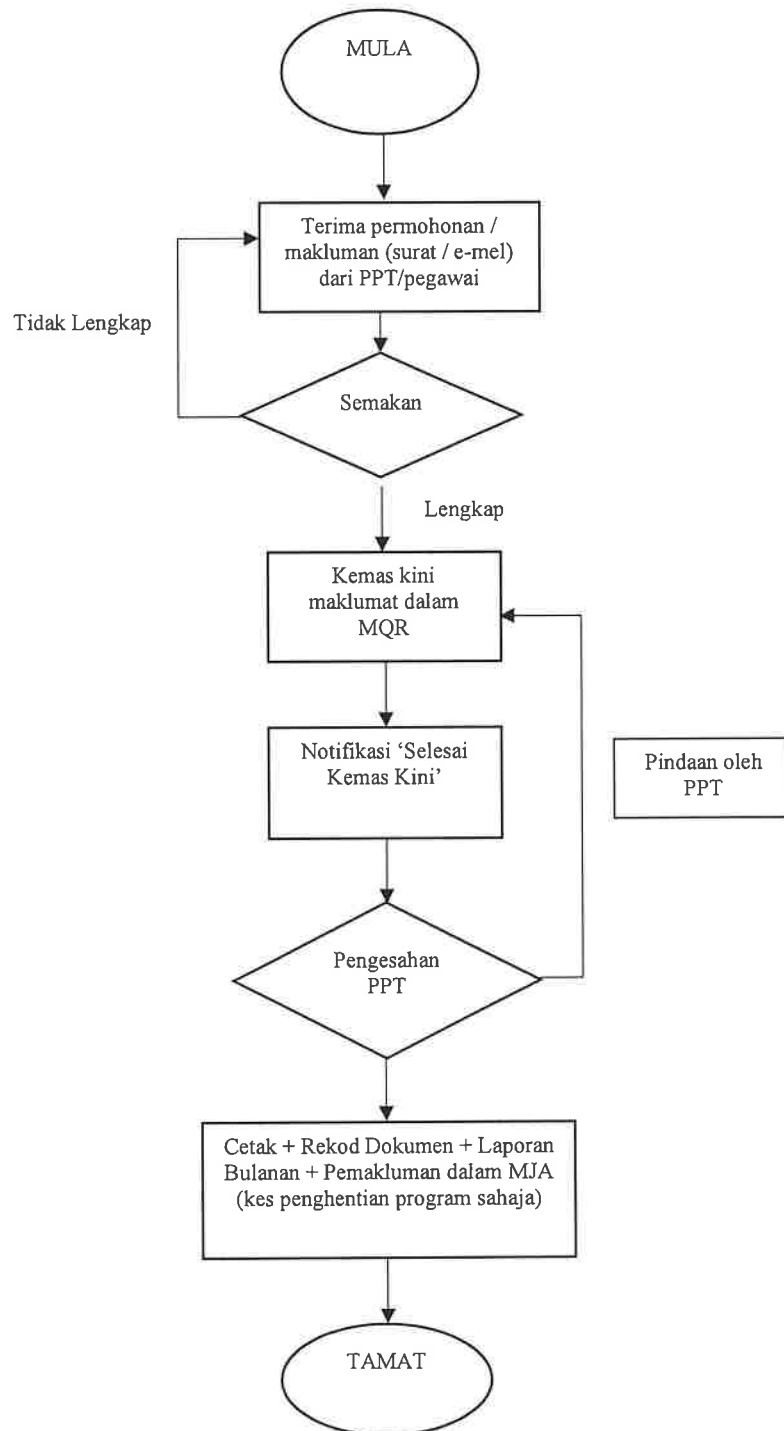 MULA
Terima permohonan /
makluman (surat / e-mel)
dari PPT/pegawai
Tidak Lengkap
Semakan
Lengkap
Kemas kini
maklumat dalam
MQR
Notifikasi ‘Selesai
Kemas Kini’
Pindaan oleh
PPT
Pengesahan
PPT
Cetak + Rekod Dokumen + Laporan
Bulanan + Pemakluman dalam MJA
(kes penghentian program sahaja)
TAMAT